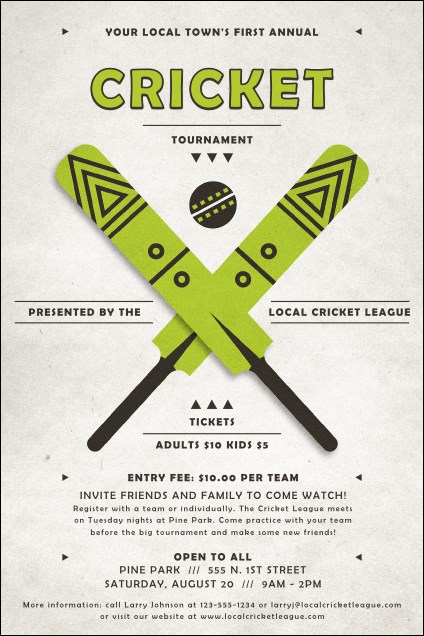 YOUR LOCAL TOWN'S FIRST ANNUAL
CRICKET
TOURNAMENT
PRESENTED BY THE LOCAL CRICKET LEAGUE
TICKETS
ADULTS $10 KIDS $5
ENTRY FEE: $10.00 PER TEAM
INVITE FRIENDS AND FAMILY TO COME WATCH!
Register with a team or individually. The Cricket League meets
on Tuesday nights at Pine Park. Come practice with your team
before the big tournament and make some new friends!
OPEN TO ALL
PINE PARK /// 555 N. 1ST STREET
SATURDAY, AUGUST 20 /// 9AM - 2PM
More information: call Larry Johnson at 123-555-1234 or larryj@localcricketleague.com
or visit our website at www.localcricketleague.com